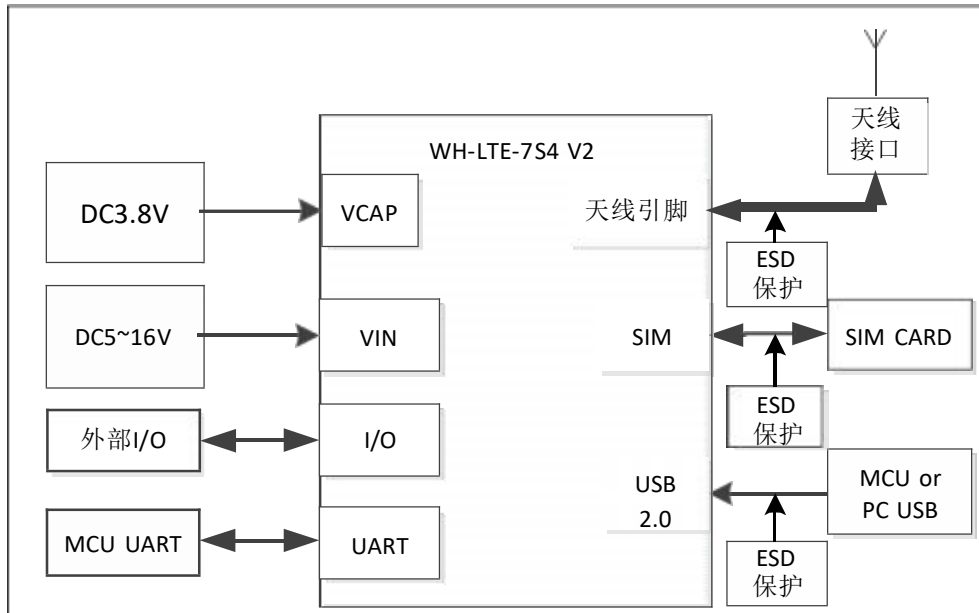 WH-LTE-7S4 V2
天线
接口
DC3.8V
VCAP
天线引脚
ESD
保护
DC5~16V
VIN
SIM
SIM CARD
ESD
保护
外部I/O
I/O
USB
2.0
MCU or
PC USB
MCU UART
UART
ESD
保护